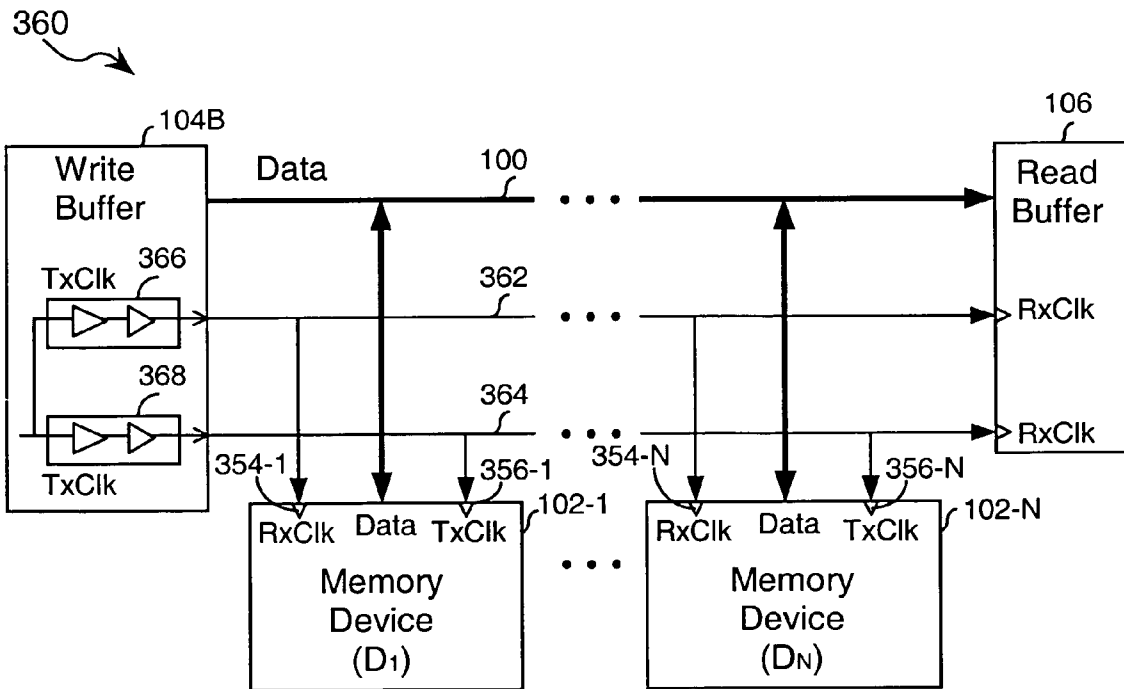 360
104B
106
Write
Buffer
Data
100
Read
Buffer
TxClk
366
362
RxClk
368
364
RxClk
TxClk
354-1
356-1
354-N
356-N
102-1
102-N
RxClk
Data
TxClk
RxClk
Data
TxClk
Memory
Device
(D1)
Memory
Device
(DN)